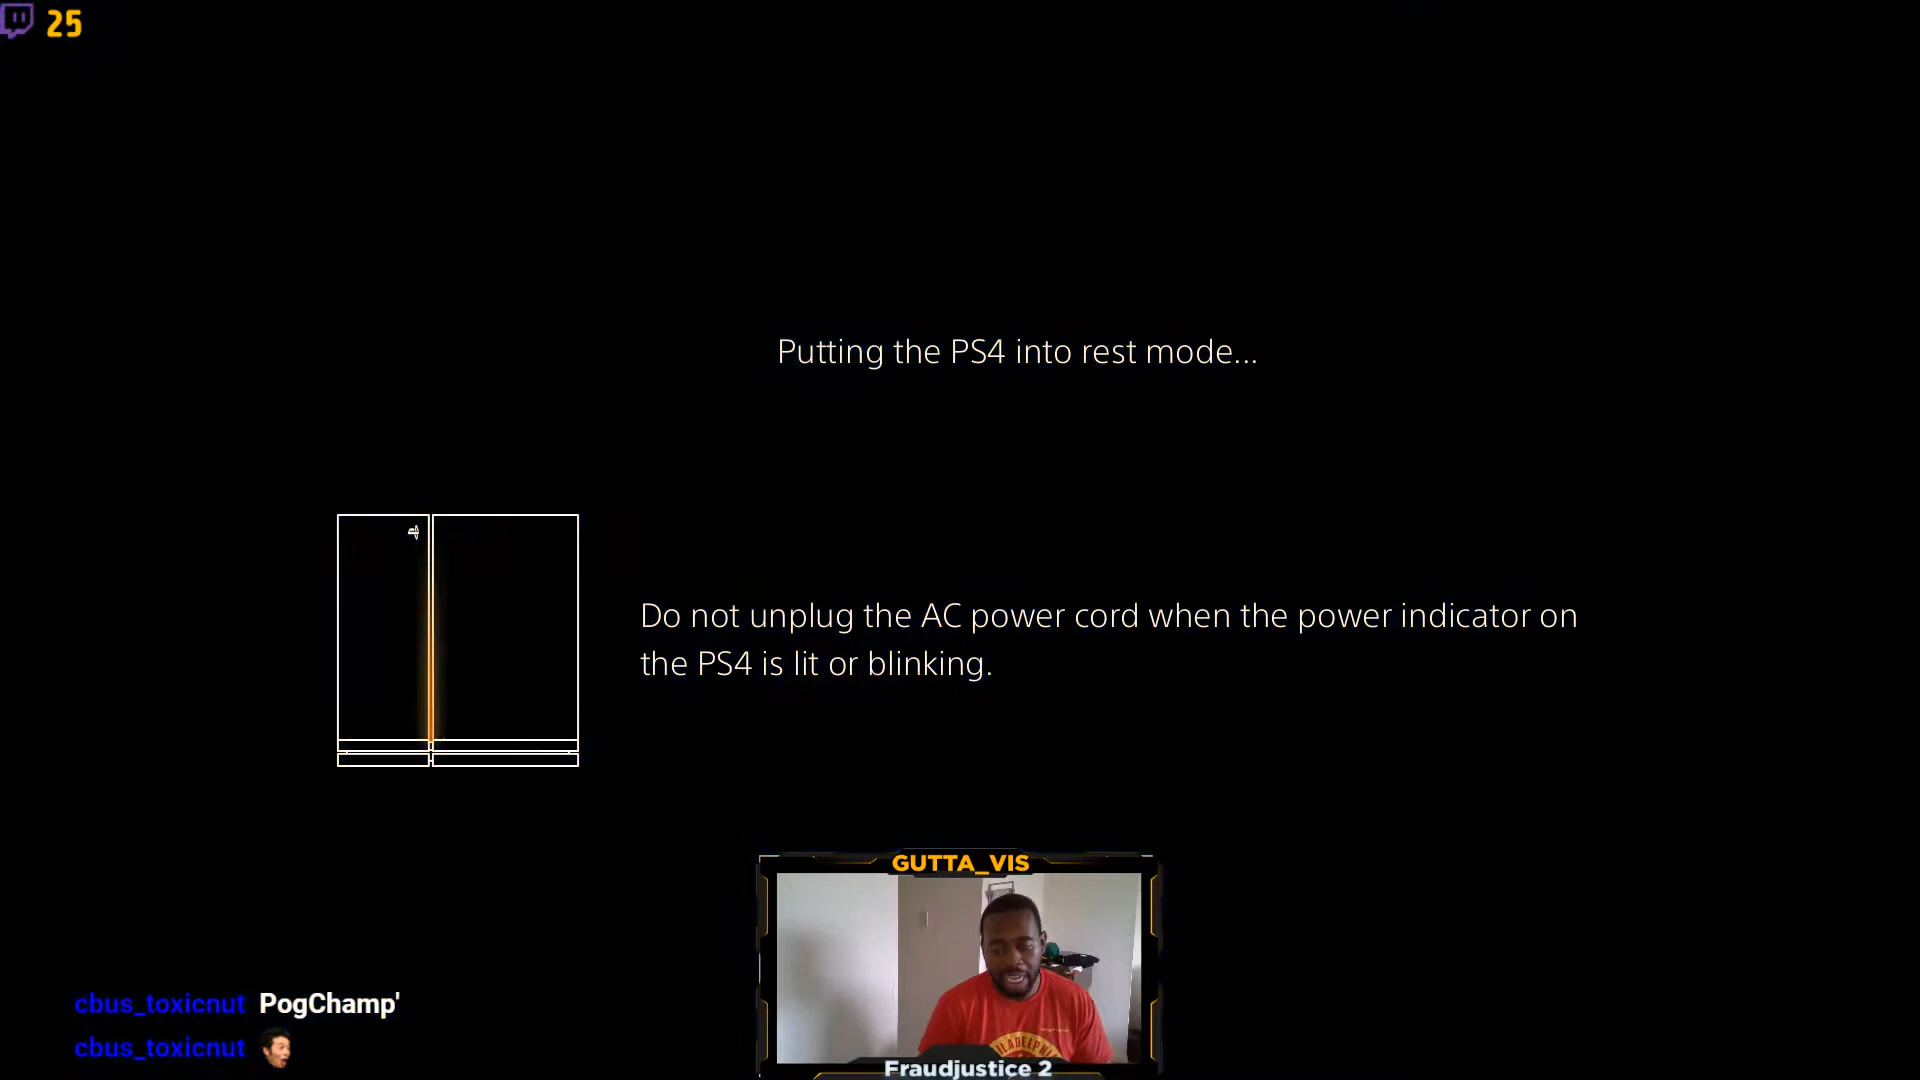 25
Putting the PS4 into rest mode...
Do not unplug the AC power cord when the power indicator on
the PS4 is lit or blinking.
GUTTA_VIS
Fraudjustice 2
cbus_toxicnut PogChamp'
cbus_toxicnut